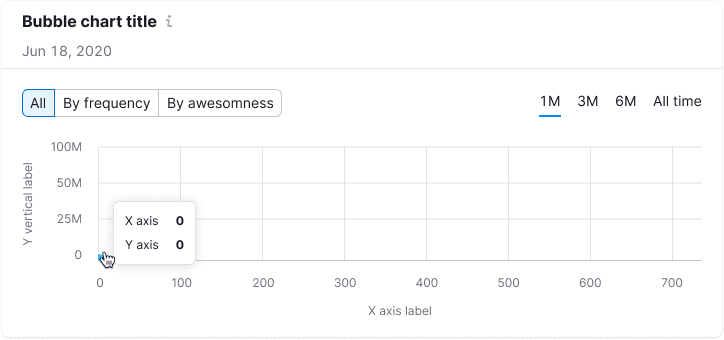 Bubble chart title i
Jun 18, 2020
All By frequency By awesomness 1M 3M 6M All time
100M
50M
25M
0
Y vertical label
X axis 0
Y axis 0
0 100 200 300 400 500 600 700
X axis label